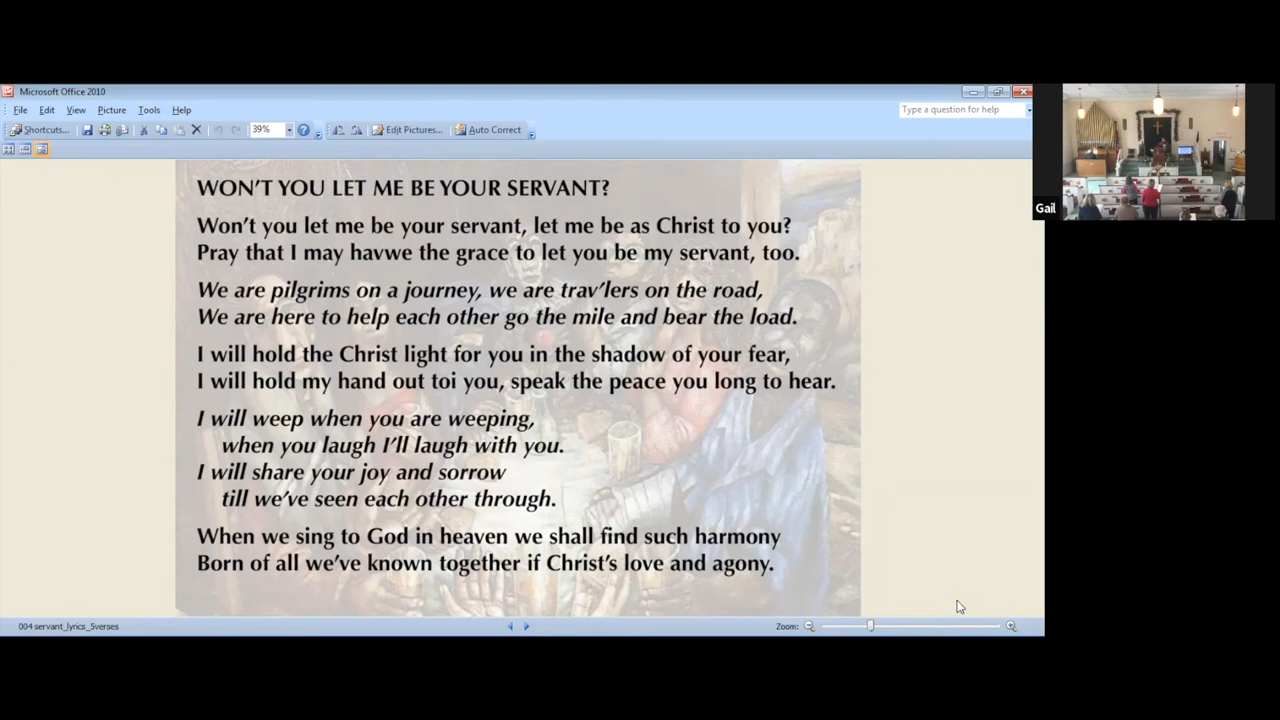 Microsoft Office 2010
File Edit View Picture Tools Help
Type a question for help
Shortcuts... 39% Edit Pictures... Auto Correct
WON'T YOU LET ME BE YOUR SERVANT?
Won't you let me be your servant, let me be as Christ to you?
Pray that I may havwe the grace to let you be my servant, too.
We are pilgrims on a journey, we are trav'lers on the road,
We are here to help each other go the mile and bear the load.
I will hold the Christ light for you in the shadow of your fear,
I will hold my hand out toi you, speak the peace you long to hear.
I will weep when you are weeping,
when you laugh I'll laugh with you.
I will share your joy and sorrow
till we've seen each other through.
When we sing to God in heaven we shall find such harmony
Born of all we've known together if Christ's love and agony.
004 servant_lyrics_5verses
Zoom:
Gail